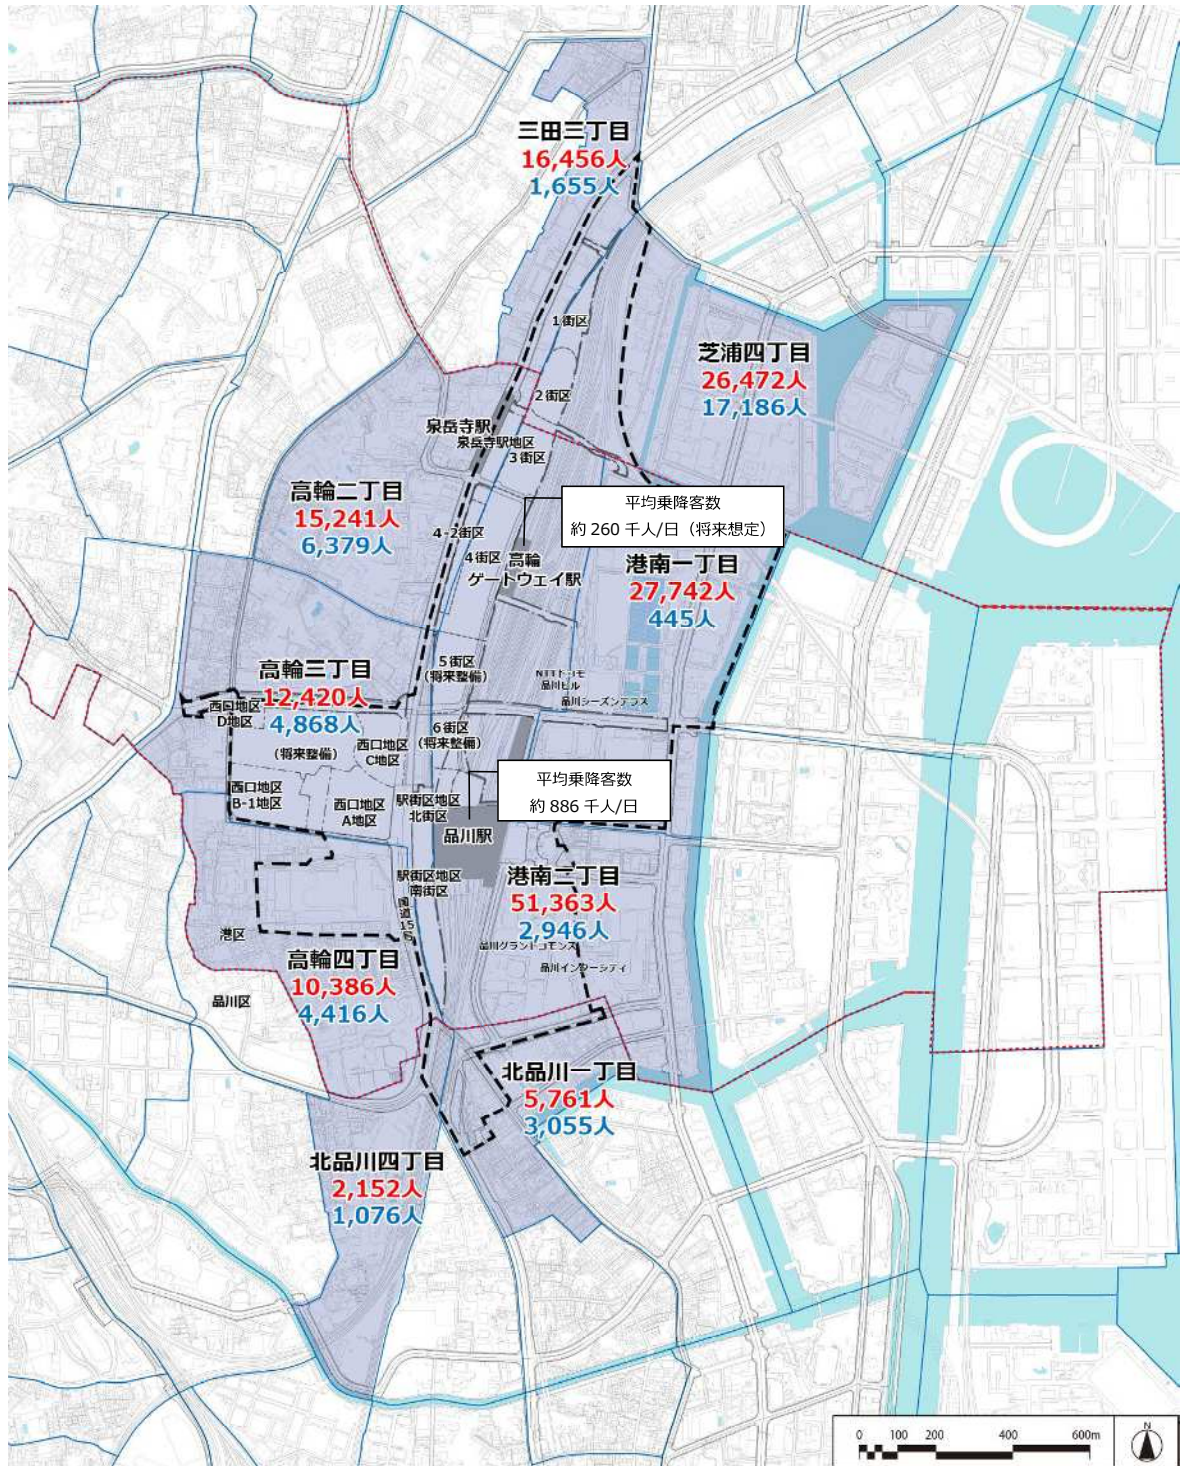 三田三丁目
16,456人
1,655人
1街区
芝浦四丁目
26,472人
17,186人
2街区
泉岳寺駅
泉岳寺駅地区
3街区
高輪二丁目
15,241人
6,379人
平均乗降客数
約 260 千人/日（将来想定）
4-2街区
4街区
高輪
ゲートウェイ駅
港南一丁目
27,742人
445人
高輪三丁目
12,420人
4,868人
5街区
(将来整備)
NTTドコモ
品川ビル
品川シーズンテラス
西口地区
D地区
6街区
(将来整備)
(将来整備)
西口地区
C地区
平均乗降客数
約 886 千人/日
西口地区
B-1地区
西口地区
A地区
駅街区地区
北街区
品川駅
駅街区地区
南街区
港南二丁目
51,363人
2,946人
国道15号
港区
品川グランドコモンズ
品川インターシティ
高輪四丁目
10,386人
4,416人
品川区
北品川一丁目
5,761人
3,055人
北品川四丁目
2,152人
1,076人
0 100 200 400 600m
N